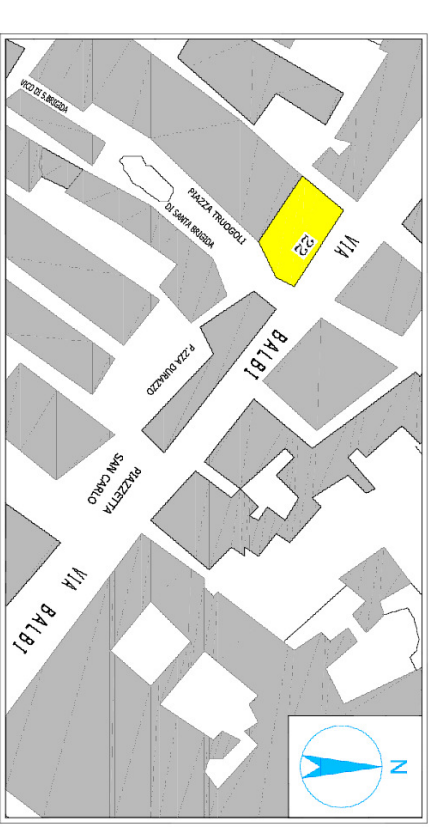 VICO DI S.BRIGIDA
PIAZZA TRUOGOLI
DI SANTA BRIGIDA
22
VIA
BALBI
P.ZZA DURAZZO
PIAZZETTA
SAN CARLO
VIA BALBI
N